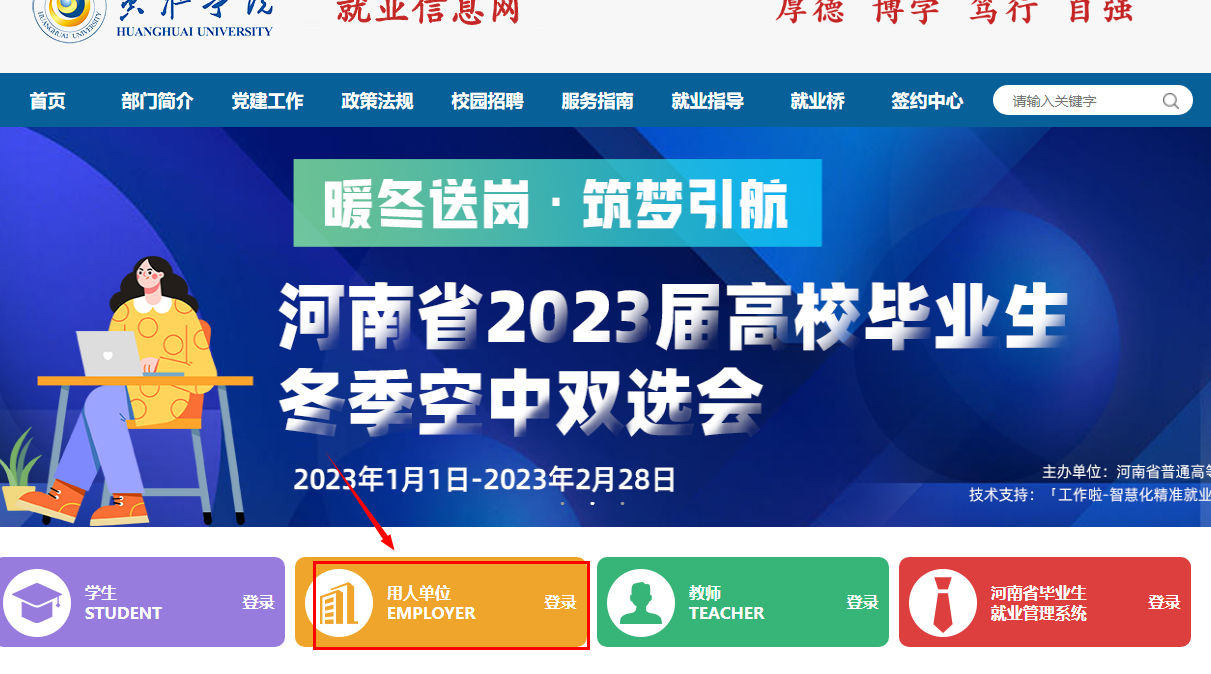 黄淮学院
就业信息网
厚德 博学 笃行 自强
HUANGHUAI UNIVERSITY
HUANGHUAI UNIVERSITY
首页 部门简介 党建工作 政策法规 校园招聘 服务指南 就业指导 就业桥 签约中心 请输入关键字
暖冬送岗·筑梦引航
河南省2023届高校毕业生
冬季空中双选会
2023年1月1日-2023年2月28日
主办单位：河南省普通高等
技术支持：「工作啦-智慧化精准就业
学生
STUDENT
登录
用人单位
EMPLOYER
登录
教师
TEACHER
登录
河南省毕业生
就业管理系统
登录